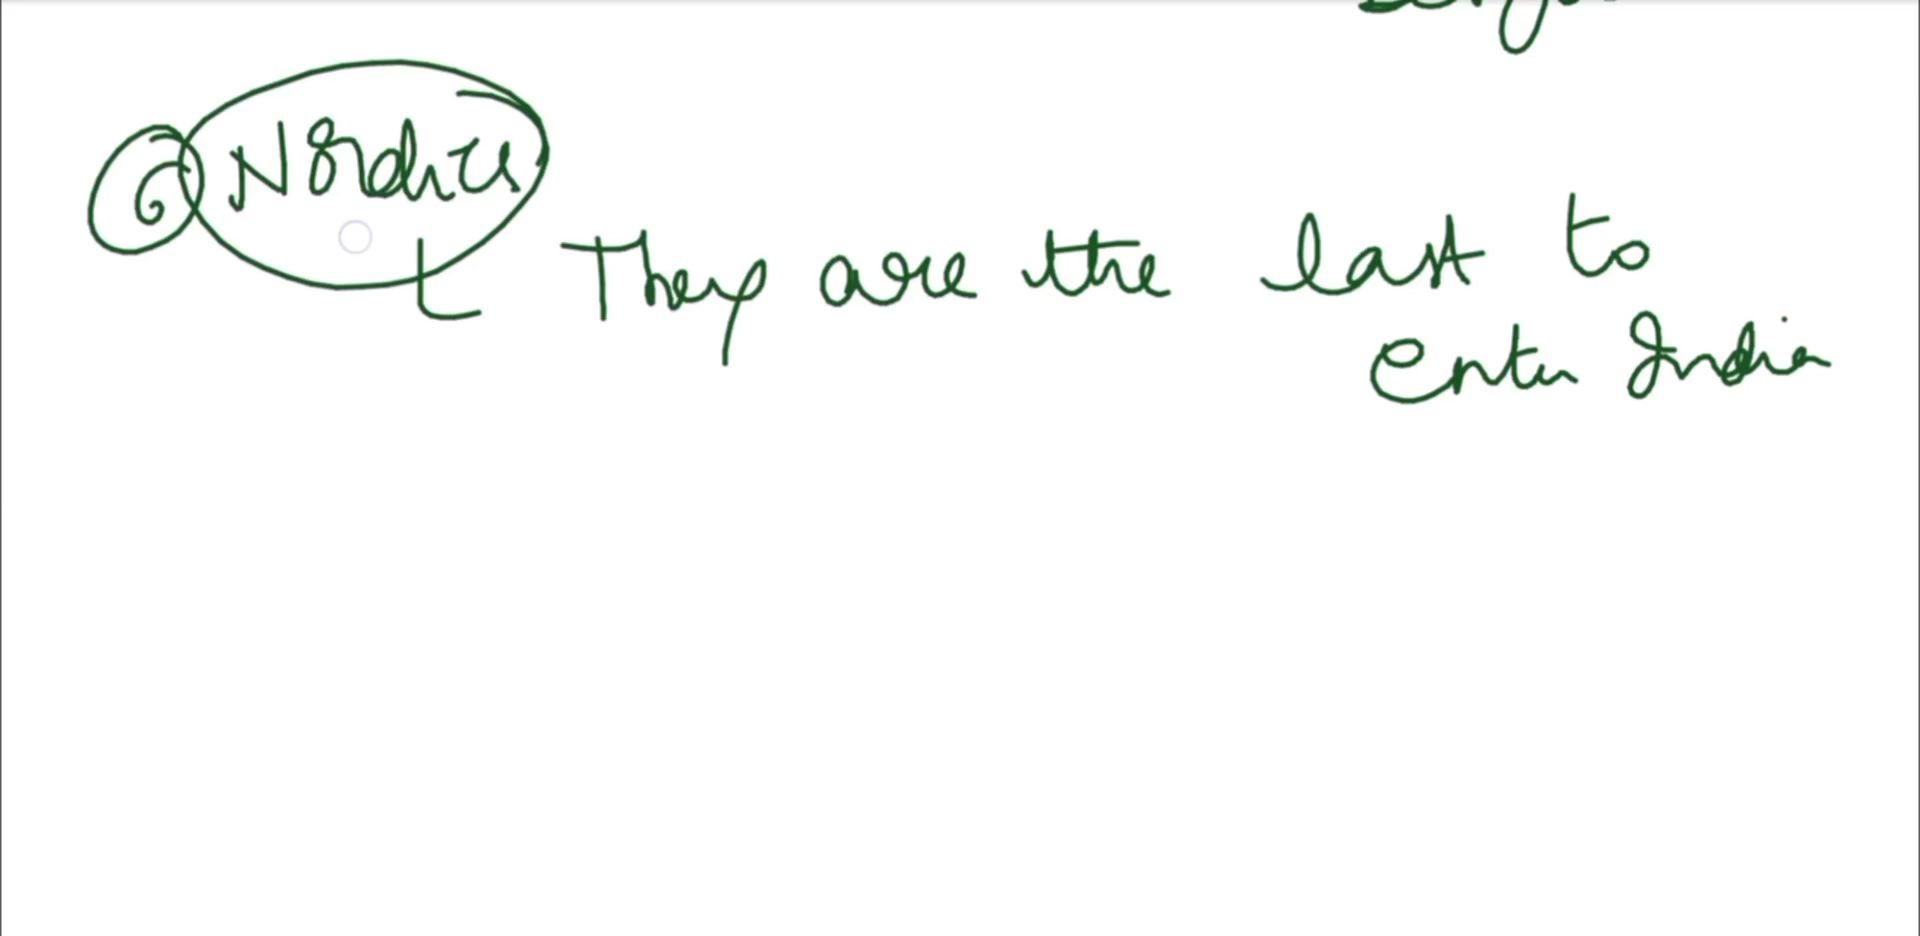 6 Nordics
They are the last to
enter India